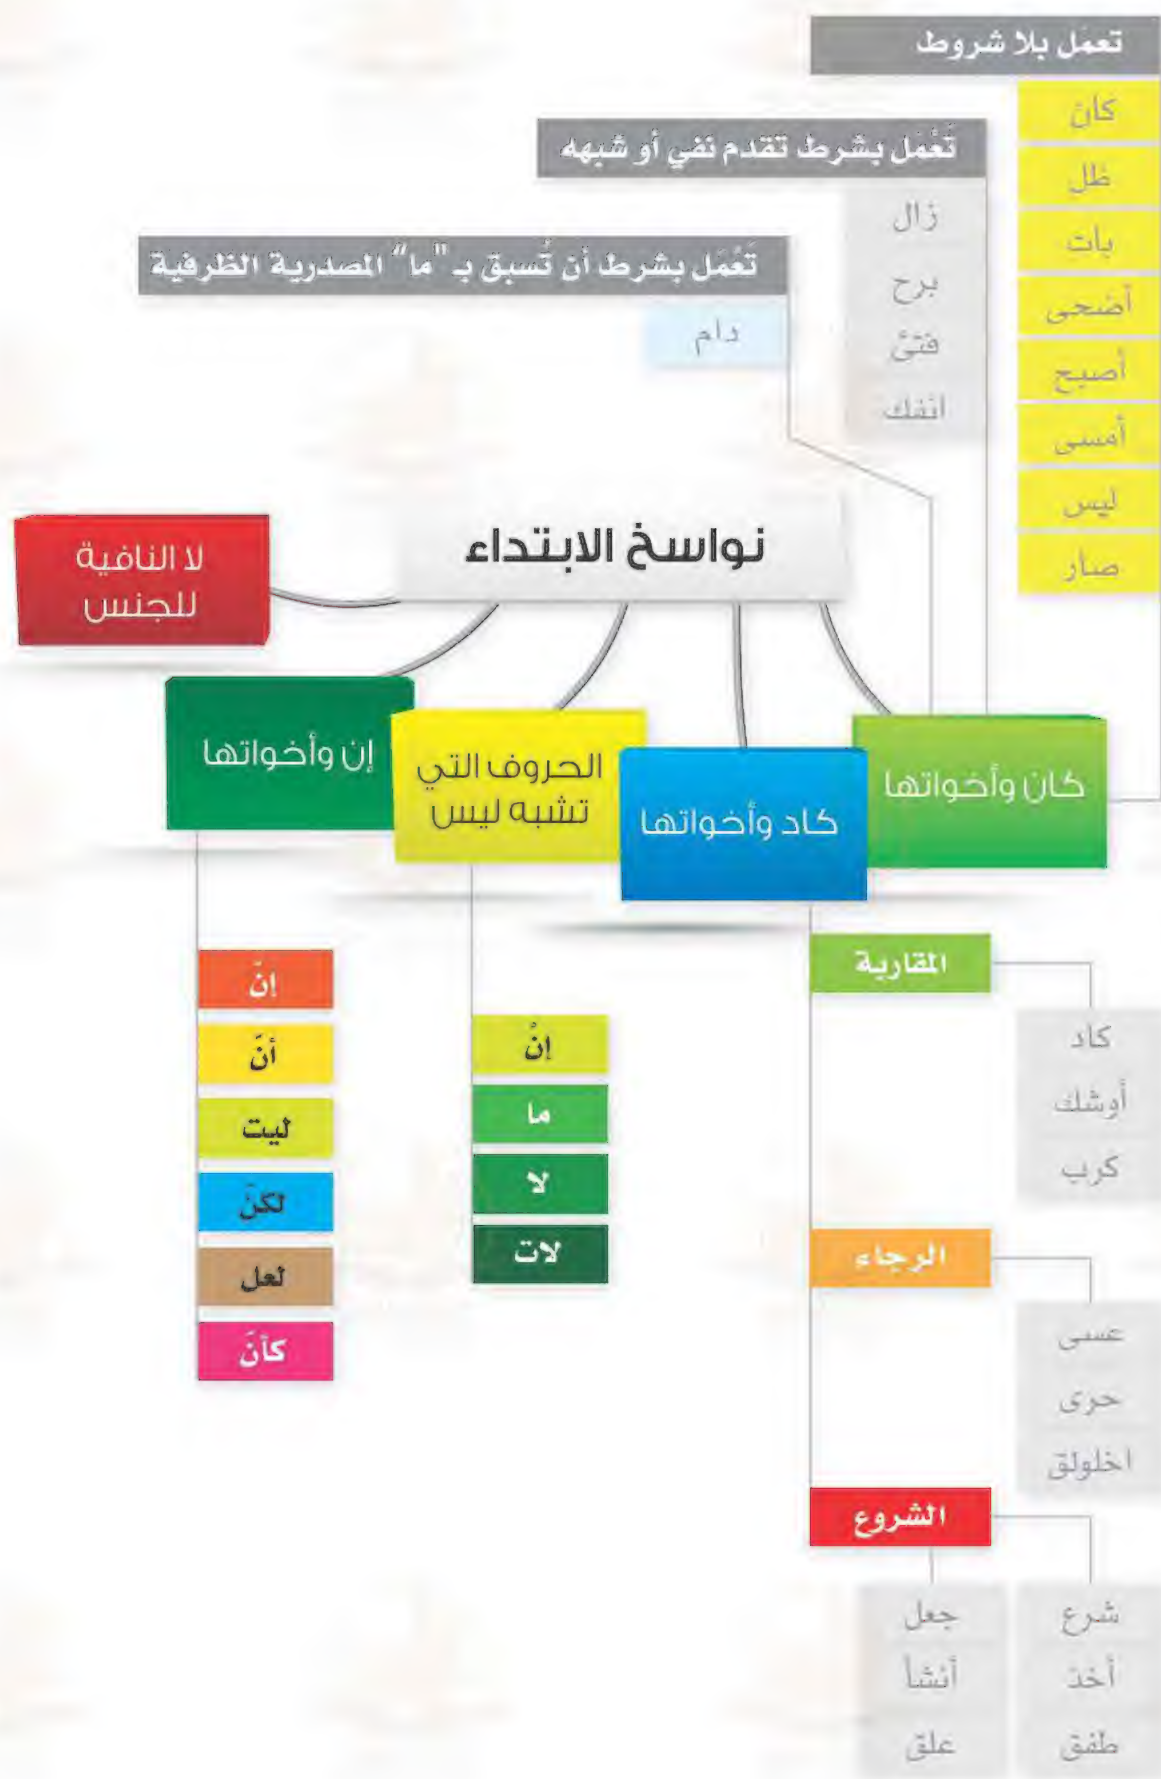 تعمَل بلا شروط
كان
ظل
بات
أضحى
أصبح
أمسى
ليس
صار
تَعْمَل بشرط تقدم نفي أو شبهه
زال
برح
فتئ
انفك
تَعْمَل بشرط أن تُسبق بـ "ما" المصدرية الظرفية
دام
نواسخ الابتداء
كان وأخواتها
كاد وأخواتها
الحروف التي
تشبه ليس
إن وأخواتها
لا النافية
للجنس
المقاربة
كاد
أوشك
كرب
الرجاء
عسى
حرى
اخلولق
الشروع
شرع
أخذ
طفق
جعل
أنشأ
علق
إنْ
ما
لا
لات
إنّ
أنّ
ليت
لكنّ
لعل
كأنّ